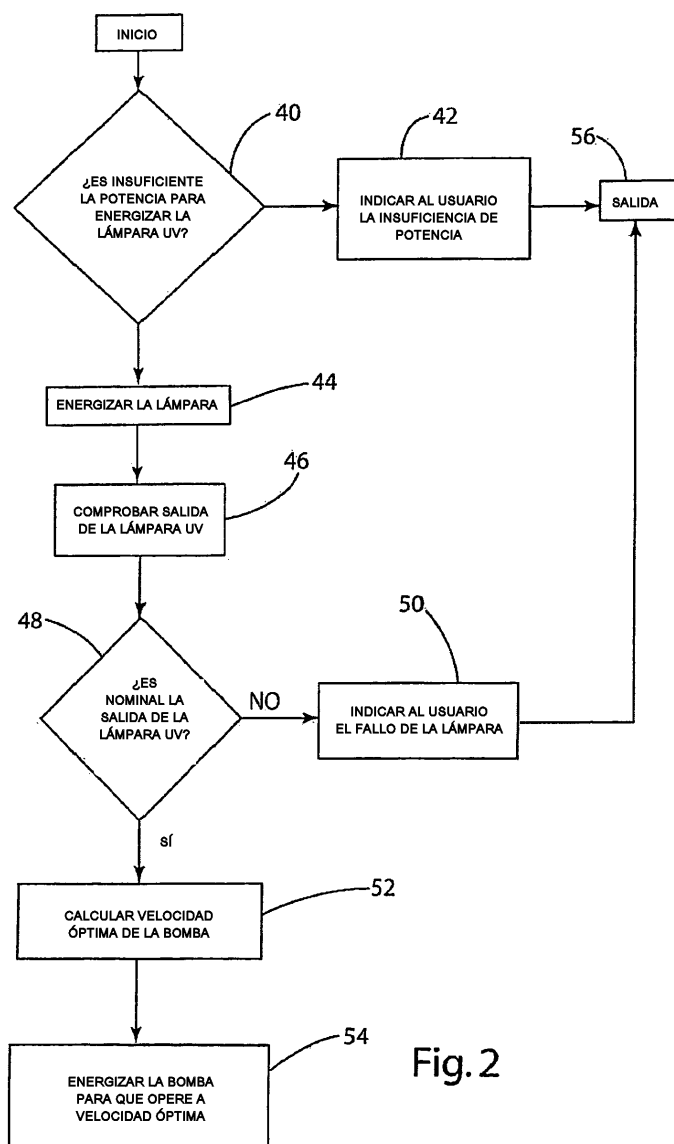 INICIO
40
¿ES INSUFICIENTE
LA POTENCIA PARA
ENERGIZAR LA
LÁMPARA UV?
42
INDICAR AL USUARIO
LA INSUFICIENCIA DE
POTENCIA
56
SALIDA
44
ENERGIZAR LA LÁMPARA
46
COMPROBAR SALIDA
DE LA LÁMPARA UV
48
¿ES
NOMINAL LA
SALIDA DE LA
LÁMPARA UV?
NO
50
INDICAR AL USUARIO
EL FALLO DE LA LÁMPARA
SÍ
52
CALCULAR VELOCIDAD
ÓPTIMA DE LA BOMBA
54
ENERGIZAR LA BOMBA
PARA QUE OPERE A
VELOCIDAD ÓPTIMA
Fig. 2